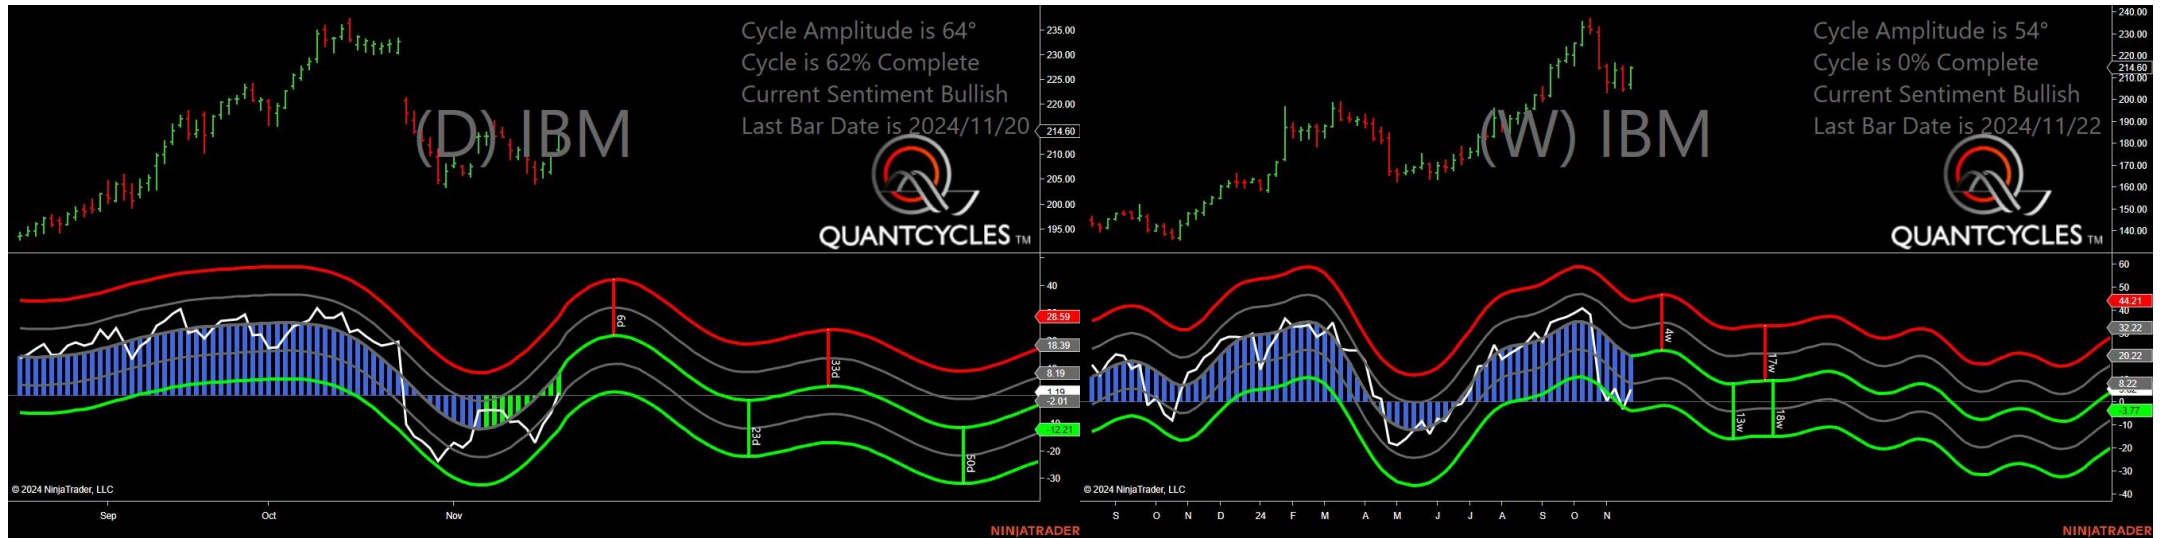 Cycle Amplitude is 64°
Cycle is 62% Complete
Current Sentiment Bullish
Last Bar Date is 2024/11/20
(D) IBM
QUANTCYCLES TM
235.00
230.00
225.00
220.00
214.60
210.00
205.00
200.00
195.00
6d
23d
33d
50d
40
28.59
18.39
8.19
1.19
-2.01
-12.21
-20
-30
© 2024 NinjaTrader, LLC
Sep
Oct
Nov
NINJATRADER
Cycle Amplitude is 54°
Cycle is 0% Complete
Current Sentiment Bullish
Last Bar Date is 2024/11/22
(W) IBM
QUANTCYCLES TM
240.00
230.00
220.00
214.60
210.00
200.00
190.00
180.00
170.00
160.00
150.00
140.00
4w
13w
17w
18w
60
50
44.21
40
32.22
20.22
8.22
0
-3.77
-10
-20
-30
-40
© 2024 NinjaTrader, LLC
S O N D 24 F M A M J J A S O N
NINJATRADER